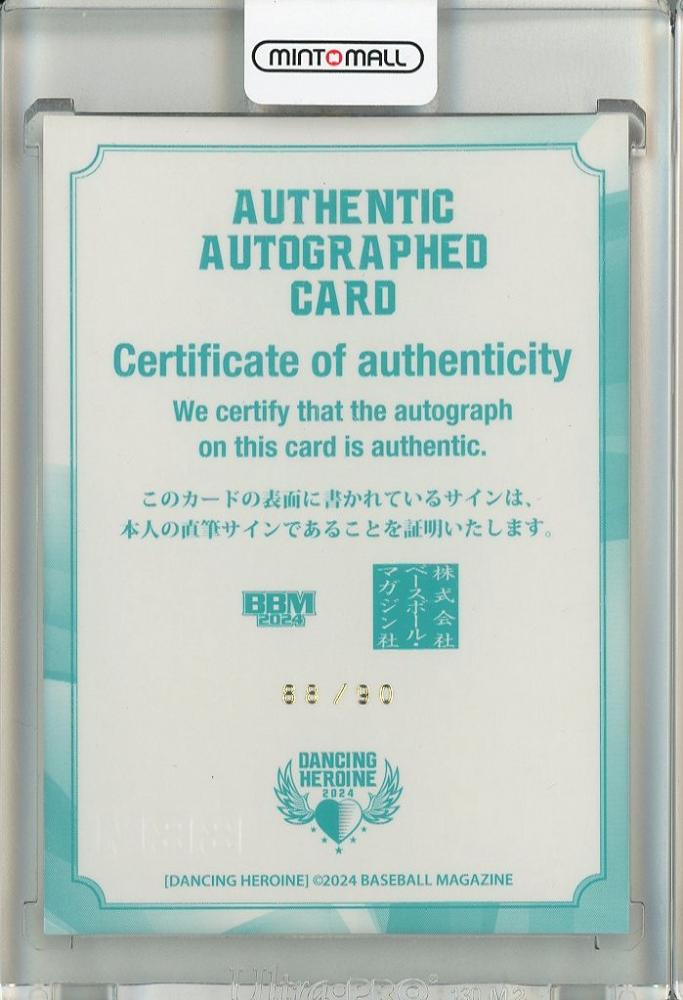 MINTOMALL
AUTHENTIC
AUTOGRAPHED
CARD
Certificate of authenticity
We certify that the autograph
on this card is authentic.
このカードの表面に書かれているサインは、
本人の直筆サインであることを証明いたします。
BBM
2024
株式会社
ベースボール・
マガジン社
88/90
DANCING
HEROINE
2024
[DANCING HEROINE] ©2024 BASEBALL MAGAZINE
Ultra·PRO®